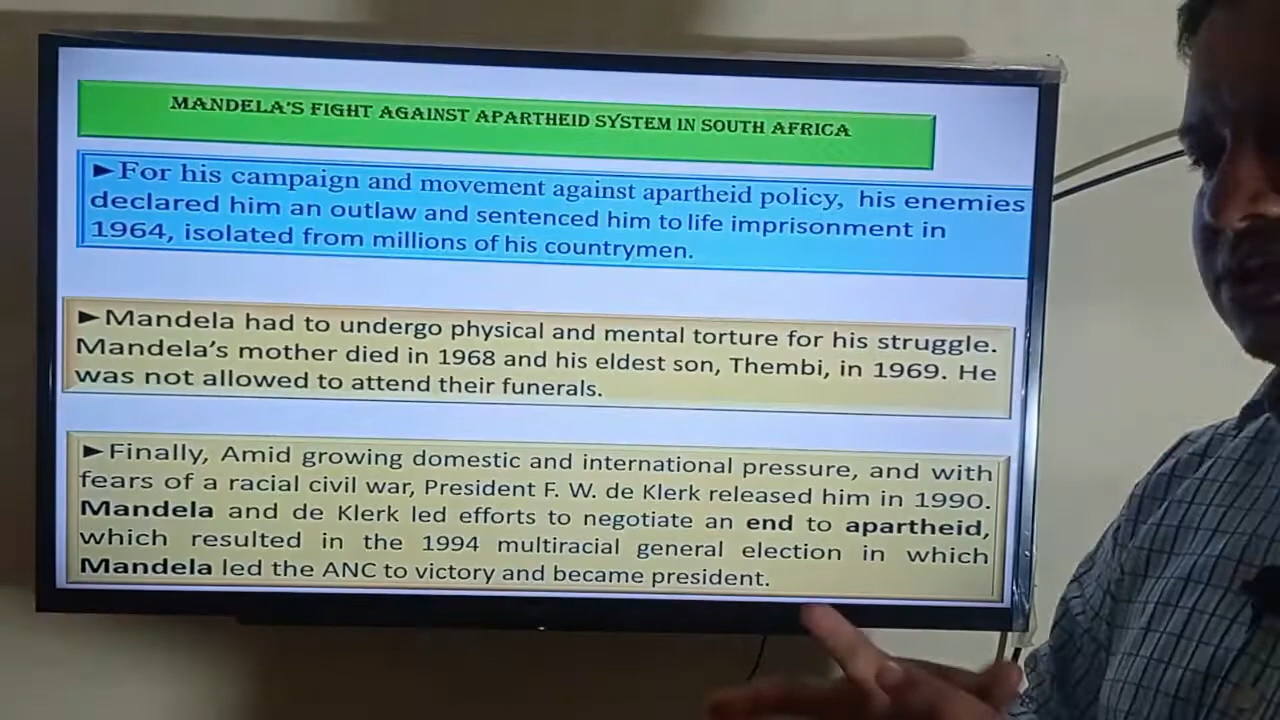 MANDELA'S FIGHT AGAINST APARTHEID SYSTEM IN SOUTH AFRICA
►For his campaign and movement against apartheid policy, his enemies
declared him an outlaw and sentenced him to life imprisonment in
1964, isolated from millions of his countrymen.
►Mandela had to undergo physical and mental torture for his struggle.
Mandela's mother died in 1968 and his eldest son, Thembi, in 1969. He
was not allowed to attend their funerals.
►Finally, Amid growing domestic and international pressure, and with
fears of a racial civil war, President F. W. de Klerk released him in 1990.
Mandela and de Klerk led efforts to negotiate an end to apartheid,
which resulted in the 1994 multiracial general election in which
Mandela led the ANC to victory and became president.